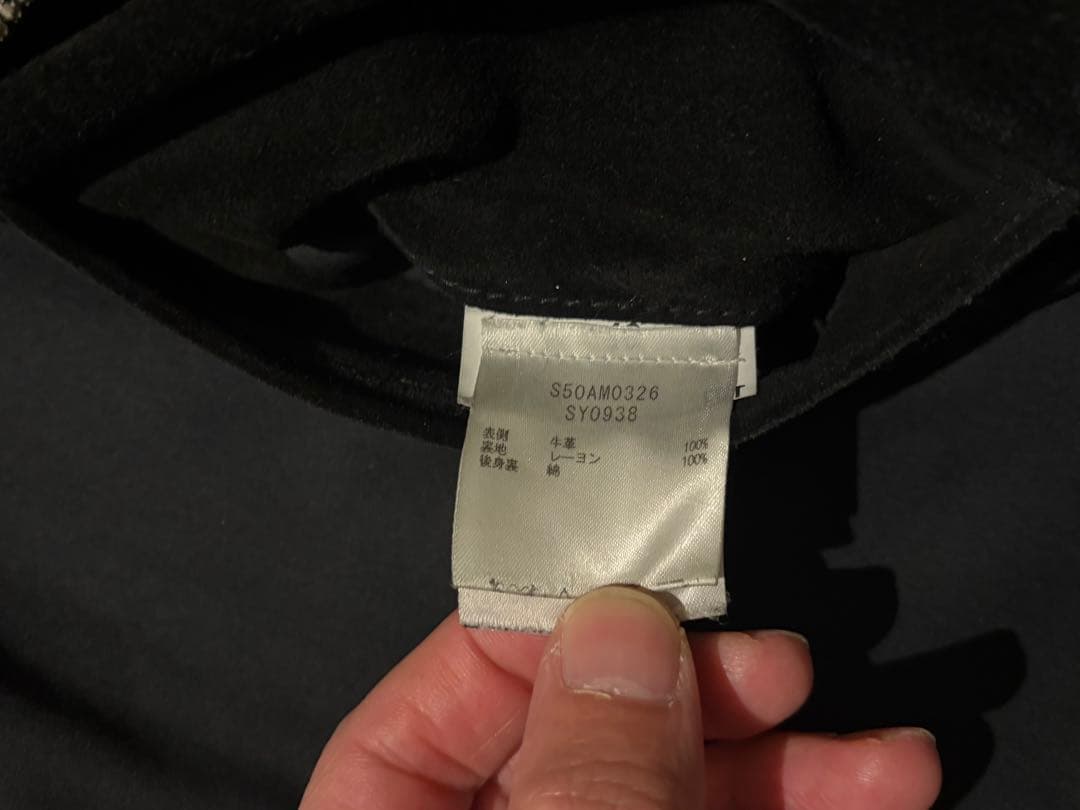 S50AM0326
SY0938
表側 牛革
裏地 レーヨン 100%
後身裏 綿 100%